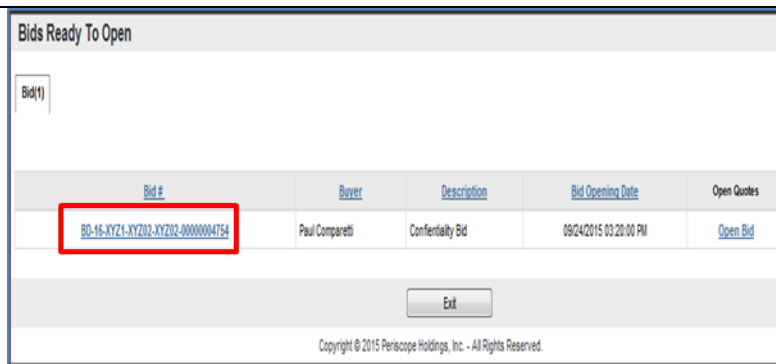 Bids Ready To Open
Bid(1)
Bid # Buyer Description Bid Opening Date Open Quotes
BD-16-XYZ1-XYZ02-XYZ02-00000004754 Paul Comparetti Confientiality Bid 09/24/2015 03:20:00 PM Open Bid
Exit
Copyright © 2015 Periscope Holdings, Inc. - All Rights Reserved.